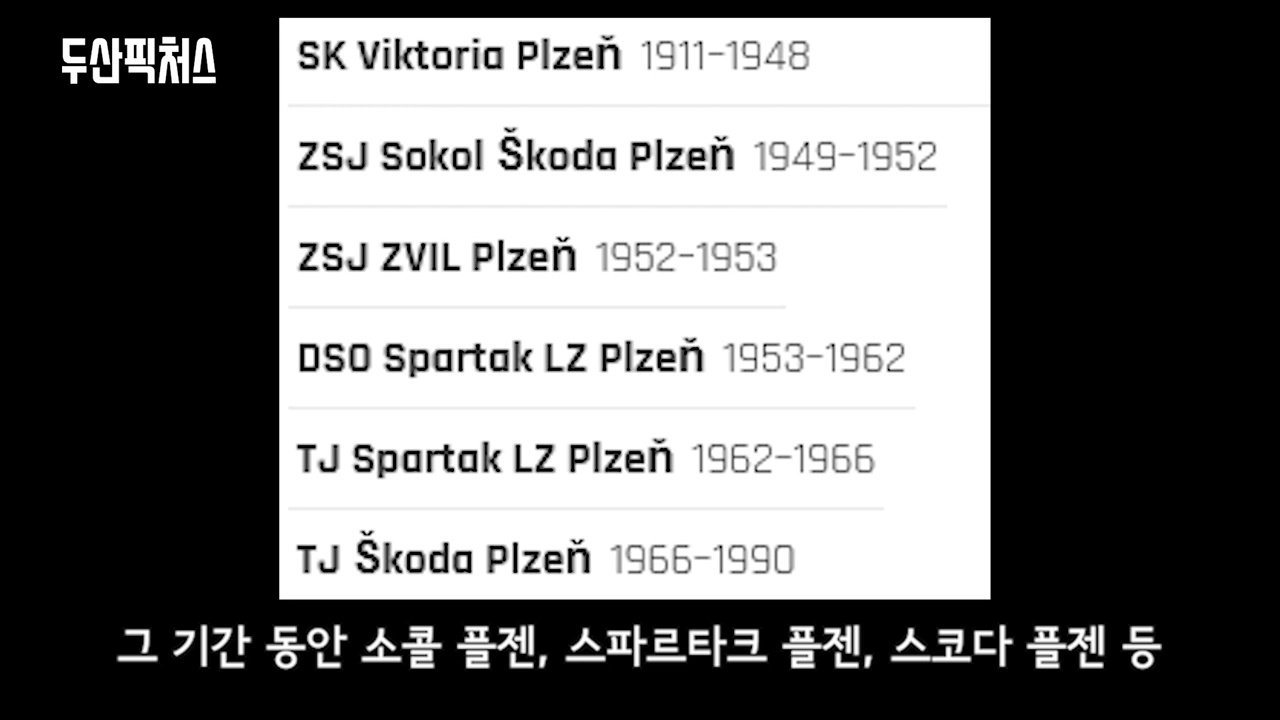 두산픽처스
SK Viktoria Plzeň 1911–1948
ZSJ Sokol Škoda Plzeň 1949–1952
ZSJ ZVIL Plzeň 1952–1953
DSO Spartak LZ Plzeň 1953–1962
TJ Spartak LZ Plzeň 1962–1966
TJ Škoda Plzeň 1966–1990
그 기간 동안 소콜 플젠, 스파르타크 플젠, 스코다 플젠 등